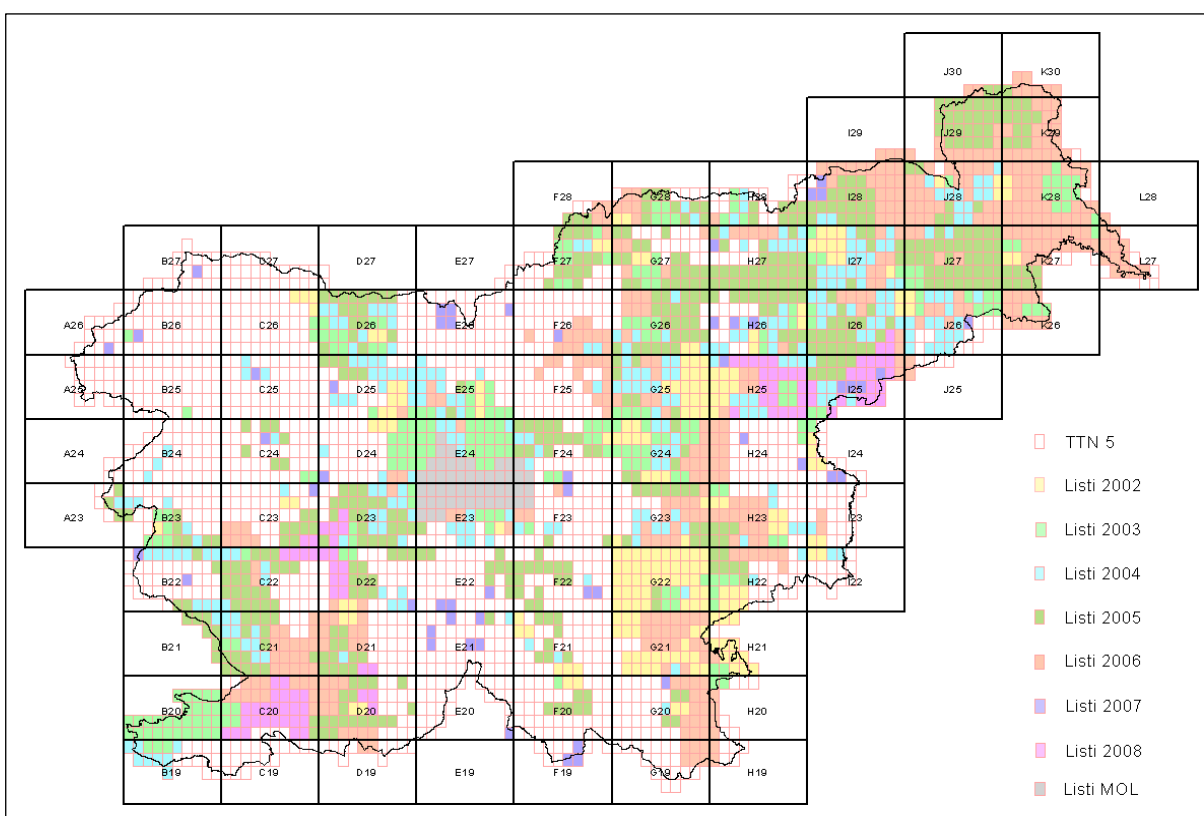 J30 K30
I29 J29 K29
F28 G28 H28 I28 J28 K28 L28
B27 C27 D27 E27 F27 G27 H27 I27 J27 K27 L27
A26 B26 C26 D26 E26 F26 G26 H26 I26 J26 K26
A25 B25 C25 D25 E25 F25 G25 H25 I25 J25
A24 B24 C24 D24 E24 F24 G24 H24 I24
A23 B23 C23 D23 E23 F23 G23 H23 I23
B22 C22 D22 E22 F22 G22 H22 I22
B21 C21 D21 E21 F21 G21 H21
B20 C20 D20 E20 F20 G20 H20
B19 C19 D19 E19 F19 G19 H19
TTN 5
Listi 2002
Listi 2003
Listi 2004
Listi 2005
Listi 2006
Listi 2007
Listi 2008
Listi MOL